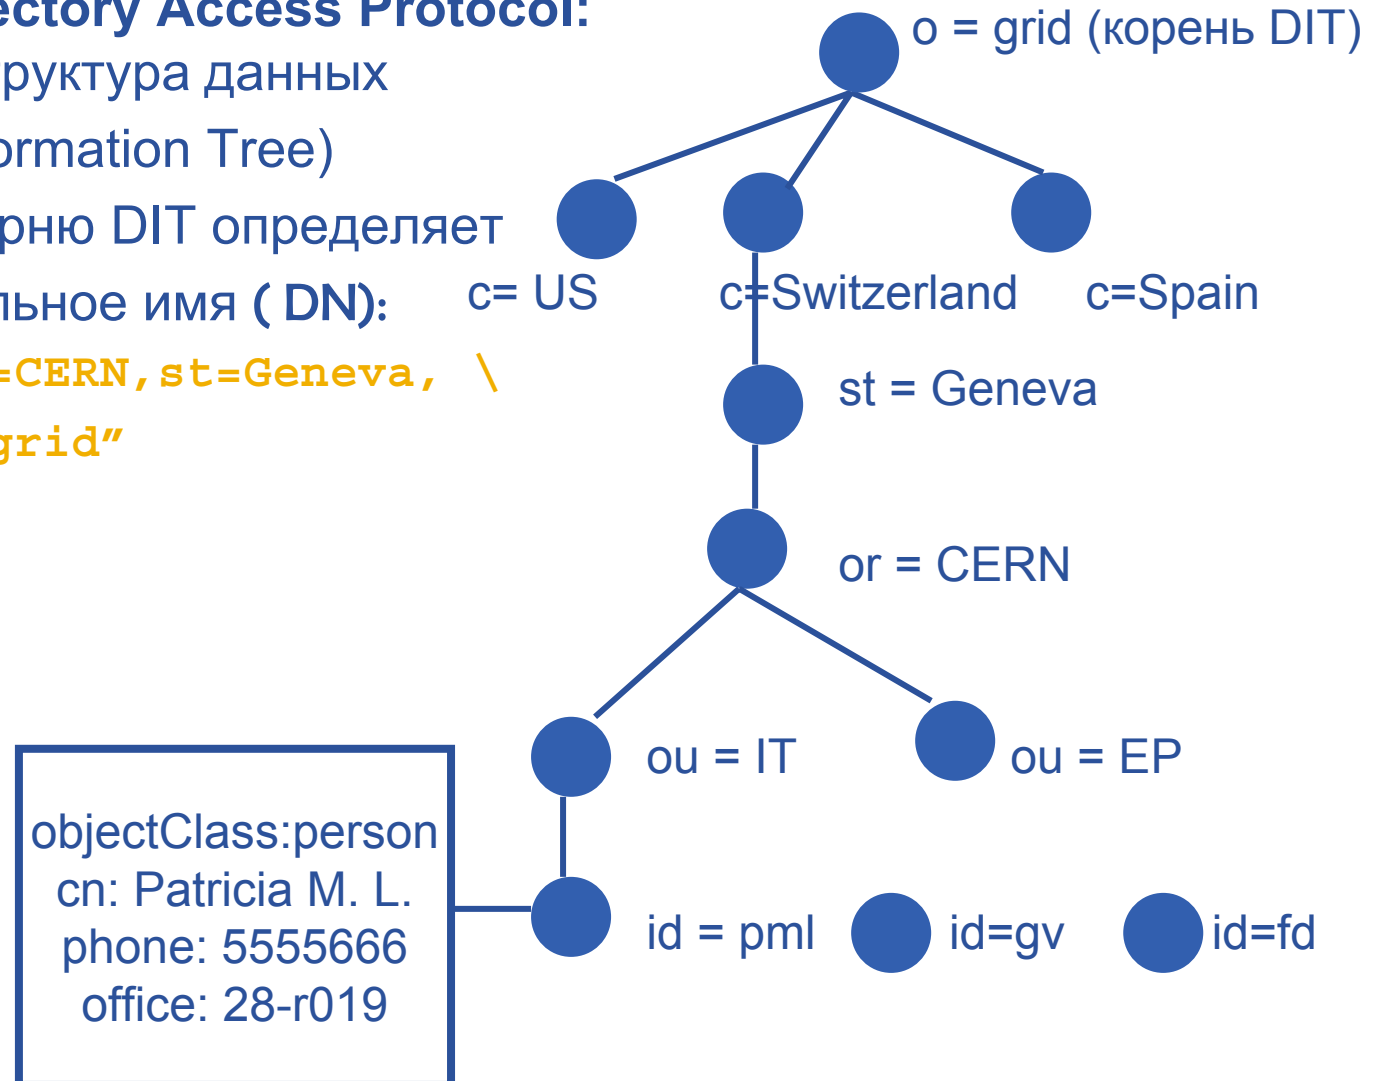 ectory Access Protocol:
труктура данных
ormation Tree)
рню DIT определяет
льное имя ( DN):
=CERN,st=Geneva, \
grid”
o = grid (корень DIT)
c= US
c=Switzerland
c=Spain
st = Geneva
or = CERN
ou = IT
ou = EP
objectClass:person
cn: Patricia M. L.
phone: 5555666
office: 28-r019
id = pml
id=gv
id=fd